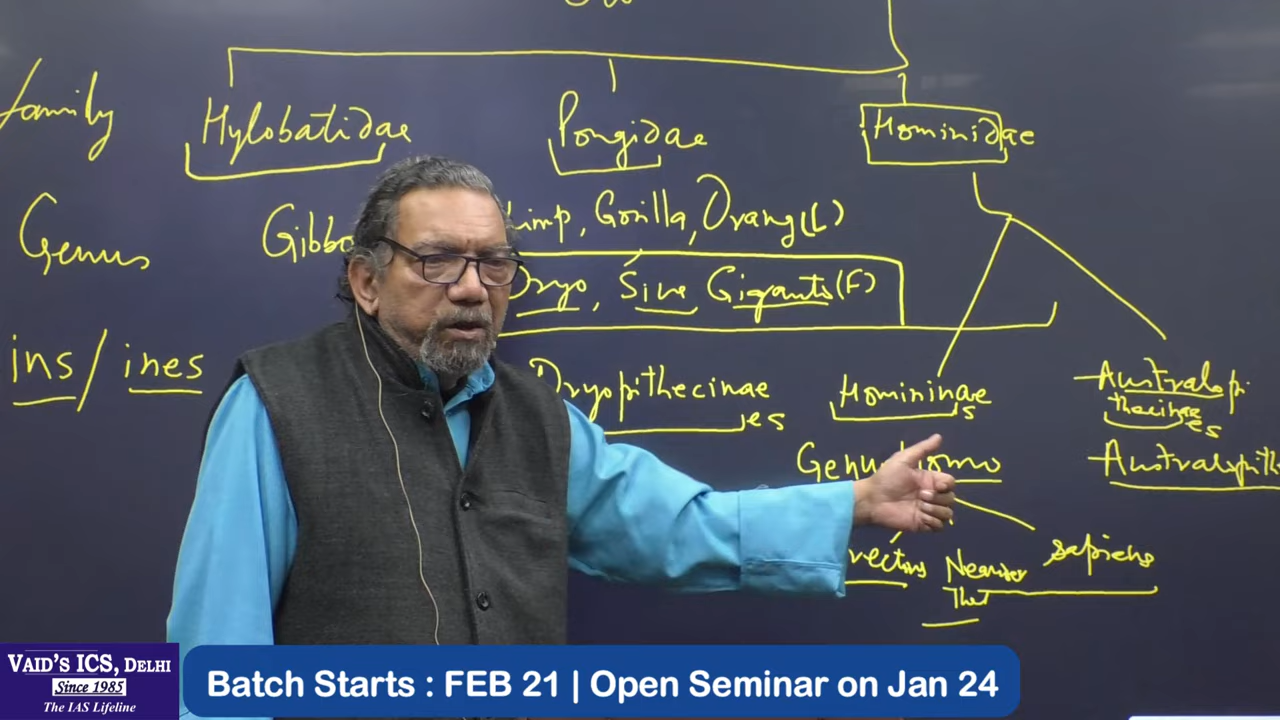 family Hylobatidae Pongidae Hominidae
Genus Gibbo imp, Gorilla, Orang(L)
Dryo, Siva Giganto(F)
ins/ines Dryopithecinae es Homininae s Australopi
thecinae es
Genus Homo Australopith
rectus Neander sapiens
That
VAID'S ICS, DELHI
Since 1985
The IAS Lifeline
Batch Starts : FEB 21 | Open Seminar on Jan 24